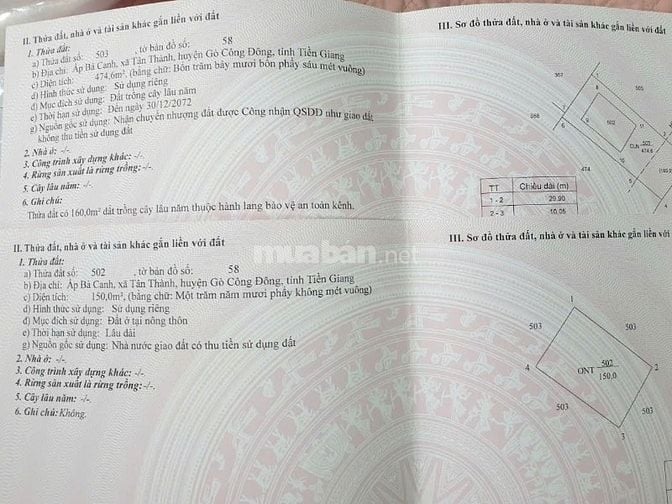 II. Thửa đất, nhà ở và tài sản khác gắn liền với đất
1. Thửa đất:
a) Thửa đất số: 503 , tờ bản đồ số: 58
b) Địa chỉ: Ấp Bà Canh, xã Tân Thành, huyện Gò Công Đông, tỉnh Tiền Giang
c) Diện tích: 474,6m², (bằng chữ: Bốn trăm bảy mươi bốn phẩy sáu mét vuông)
d) Hình thức sử dụng: Sử dụng riêng
đ) Mục đích sử dụng: Đất trồng cây lâu năm
e) Thời hạn sử dụng: Đến ngày 30/12/2072
g) Nguồn gốc sử dụng: Nhận chuyển nhượng đất được Công nhận QSDĐ như giao đất
không thu tiền sử dụng đất
2. Nhà ở: -/-.
3. Công trình xây dựng khác: -/-.
4. Rừng sản xuất là rừng trồng: -/-.
5. Cây lâu năm: -/-.
6. Ghi chú:
Thửa đất có 160,0m² đất trồng cây lâu năm thuộc hành lang bảo vệ an toàn kênh.
III. Sơ đồ thửa đất, nhà ở và tài sản khác gắn liền với đất
567
1
505
502
11
10
CLN 503
474.6
6
474
TT Chiều dài (m)
1 - 2 29.90
2 - 3 10.05
muaban.net
II. Thửa đất, nhà ở và tài sản khác gắn liền với đất
1. Thửa đất:
a) Thửa đất số: 502 , tờ bản đồ số: 58
b) Địa chỉ: Ấp Bà Canh, xã Tân Thành, huyện Gò Công Đông, tỉnh Tiền Giang
c) Diện tích: 150,0m², (bằng chữ: Một trăm năm mươi phẩy không mét vuông)
d) Hình thức sử dụng: Sử dụng riêng
đ) Mục đích sử dụng: Đất ở tại nông thôn
e) Thời hạn sử dụng: Lâu dài
g) Nguồn gốc sử dụng: Nhà nước giao đất có thu tiền sử dụng đất
2. Nhà ở: -/-.
3. Công trình xây dựng khác: -/-.
4. Rừng sản xuất là rừng trồng: -/-.
5. Cây lâu năm: -/-.
6. Ghi chú: Không.
III. Sơ đồ thửa đất, nhà ở và tài sản khác gắn liền với
1
503
503
4
ONT 502
150,0
2
503
503
3